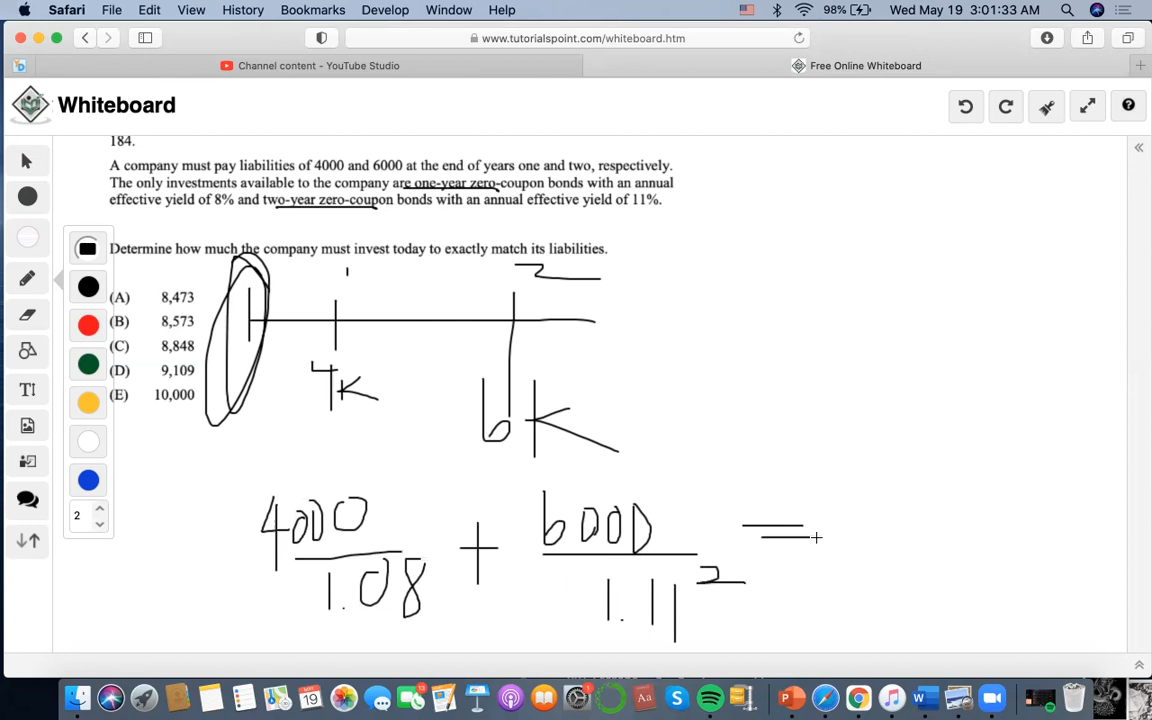 Safari File Edit View History Bookmarks Develop Window Help 98% Wed May 19 3:01:33 AM
www.tutorialspoint.com/whiteboard.htm
Channel content - YouTube Studio
Free Online Whiteboard
Whiteboard
184.
A company must pay liabilities of 4000 and 6000 at the end of years one and two, respectively.
The only investments available to the company are one-year zero-coupon bonds with an annual
effective yield of 8% and two-year zero-coupon bonds with an annual effective yield of 11%.
Determine how much the company must invest today to exactly match its liabilities.
(A) 8,473
(B) 8,573
(C) 8,848
(D) 9,109
(E) 10,000
1 2
4K
6K
4000 + 6000 =
1.08 1.11 2
TI
2